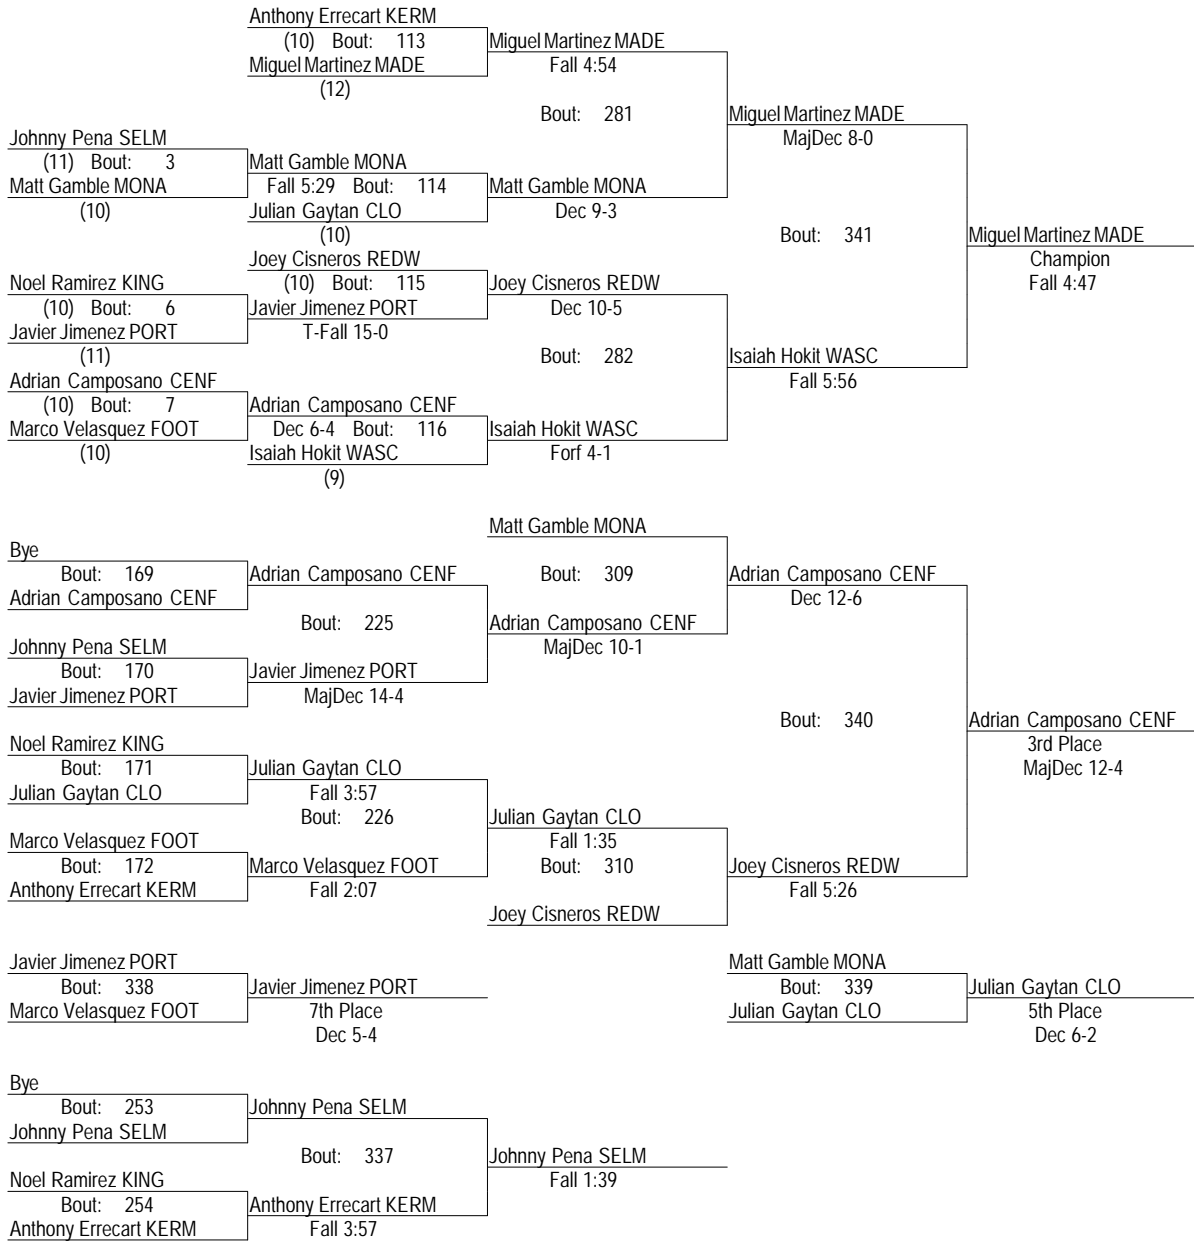 Anthony Errecart KERM
(10) Bout: 113 Miguel Martinez MADE
Miguel Martinez MADE Fall 4:54
(12)
Bout: 281 Miguel Martinez MADE
Johnny Pena SELM MajDec 8-0
(11) Bout: 3 Matt Gamble MONA
Matt Gamble MONA Fall 5:29 Bout: 114 Matt Gamble MONA
(10) Julian Gaytan CLO Dec 9-3
(10) Bout: 341 Miguel Martinez MADE
Joey Cisneros REDW Champion
Noel Ramirez KING (10) Bout: 115 Joey Cisneros REDW Fall 4:47
(10) Bout: 6 Javier Jimenez PORT Dec 10-5
Javier Jimenez PORT T-Fall 15-0
(11) Bout: 282 Isaiah Hokit WASC
Adrian Camposano CENF Fall 5:56
(10) Bout: 7 Adrian Camposano CENF
Marco Velasquez FOOT Dec 6-4 Bout: 116 Isaiah Hokit WASC
(10) Isaiah Hokit WASC Forf 4-1
(9)
Matt Gamble MONA
Bye
Bout: 169 Adrian Camposano CENF Bout: 309 Adrian Camposano CENF
Adrian Camposano CENF Dec 12-6
Bout: 225 Adrian Camposano CENF
Johnny Pena SELM MajDec 10-1
Bout: 170 Javier Jimenez PORT
Javier Jimenez PORT MajDec 14-4
Bout: 340 Adrian Camposano CENF
Noel Ramirez KING 3rd Place
Bout: 171 Julian Gaytan CLO MajDec 12-4
Julian Gaytan CLO Fall 3:57
Bout: 226 Julian Gaytan CLO
Marco Velasquez FOOT Fall 1:35
Bout: 172 Marco Velasquez FOOT Bout: 310 Joey Cisneros REDW
Anthony Errecart KERM Fall 2:07 Fall 5:26
Joey Cisneros REDW
Javier Jimenez PORT Matt Gamble MONA
Bout: 338 Javier Jimenez PORT Bout: 339 Julian Gaytan CLO
Marco Velasquez FOOT 7th Place Julian Gaytan CLO 5th Place
Dec 5-4 Dec 6-2
Bye
Bout: 253 Johnny Pena SELM
Johnny Pena SELM
Bout: 337 Johnny Pena SELM
Noel Ramirez KING Fall 1:39
Bout: 254 Anthony Errecart KERM
Anthony Errecart KERM Fall 3:57